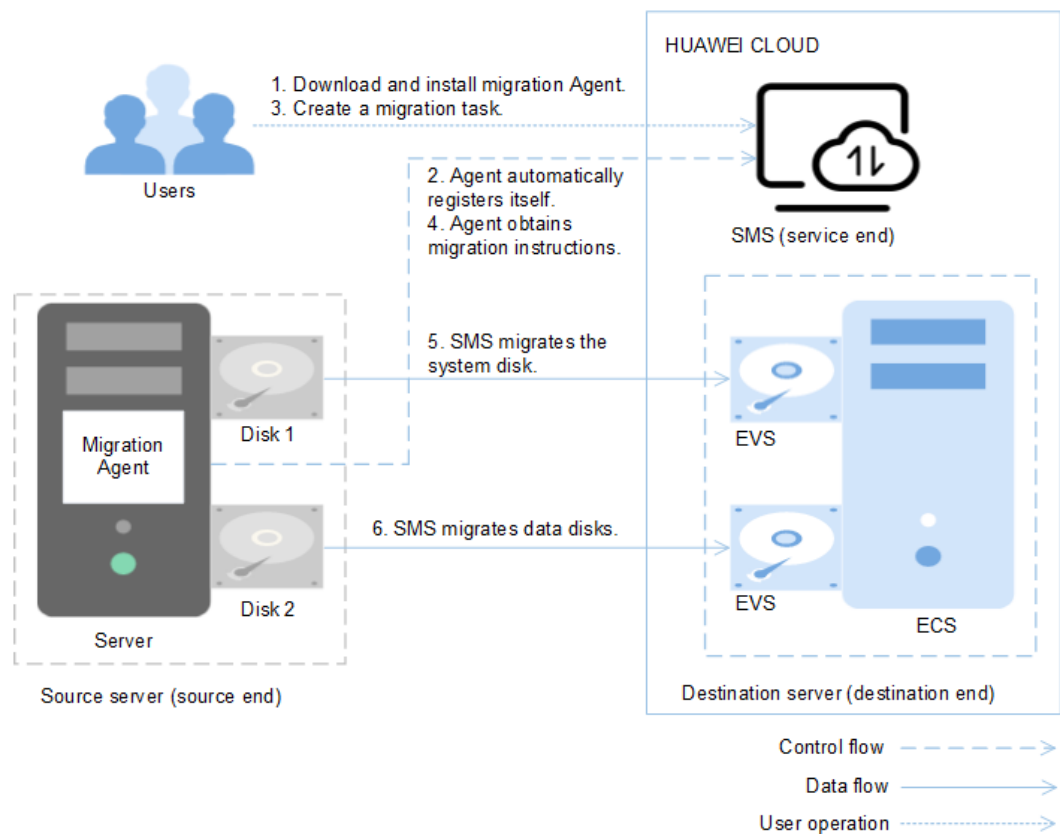 HUAWEI CLOUD
1. Download and install migration Agent.
3. Create a migration task.
Users
2. Agent automatically
registers itself.
4. Agent obtains
migration instructions.
SMS (service end)
5. SMS migrates the
system disk.
Disk 1
EVS
Migration
Agent
6. SMS migrates data disks.
Disk 2
EVS
ECS
Server
Source server (source end)
Destination server (destination end)
Control flow
Data flow
User operation